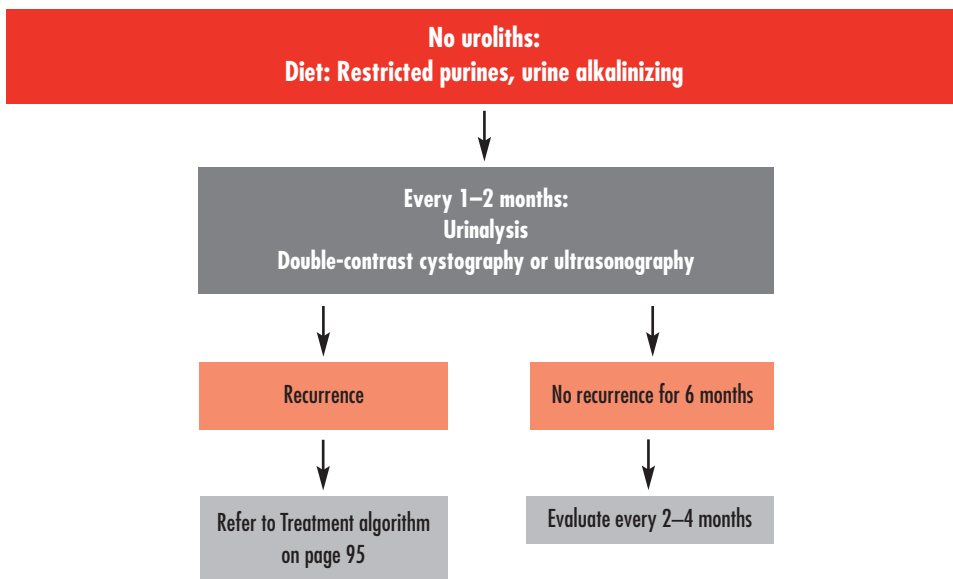 No uroliths:
Diet: Restricted purines, urine alkalinizing
Every 1–2 months:
Urinalysis
Double-contrast cystography or ultrasonography
Recurrence
No recurrence for 6 months
Refer to Treatment algorithm
on page 95
Evaluate every 2–4 months